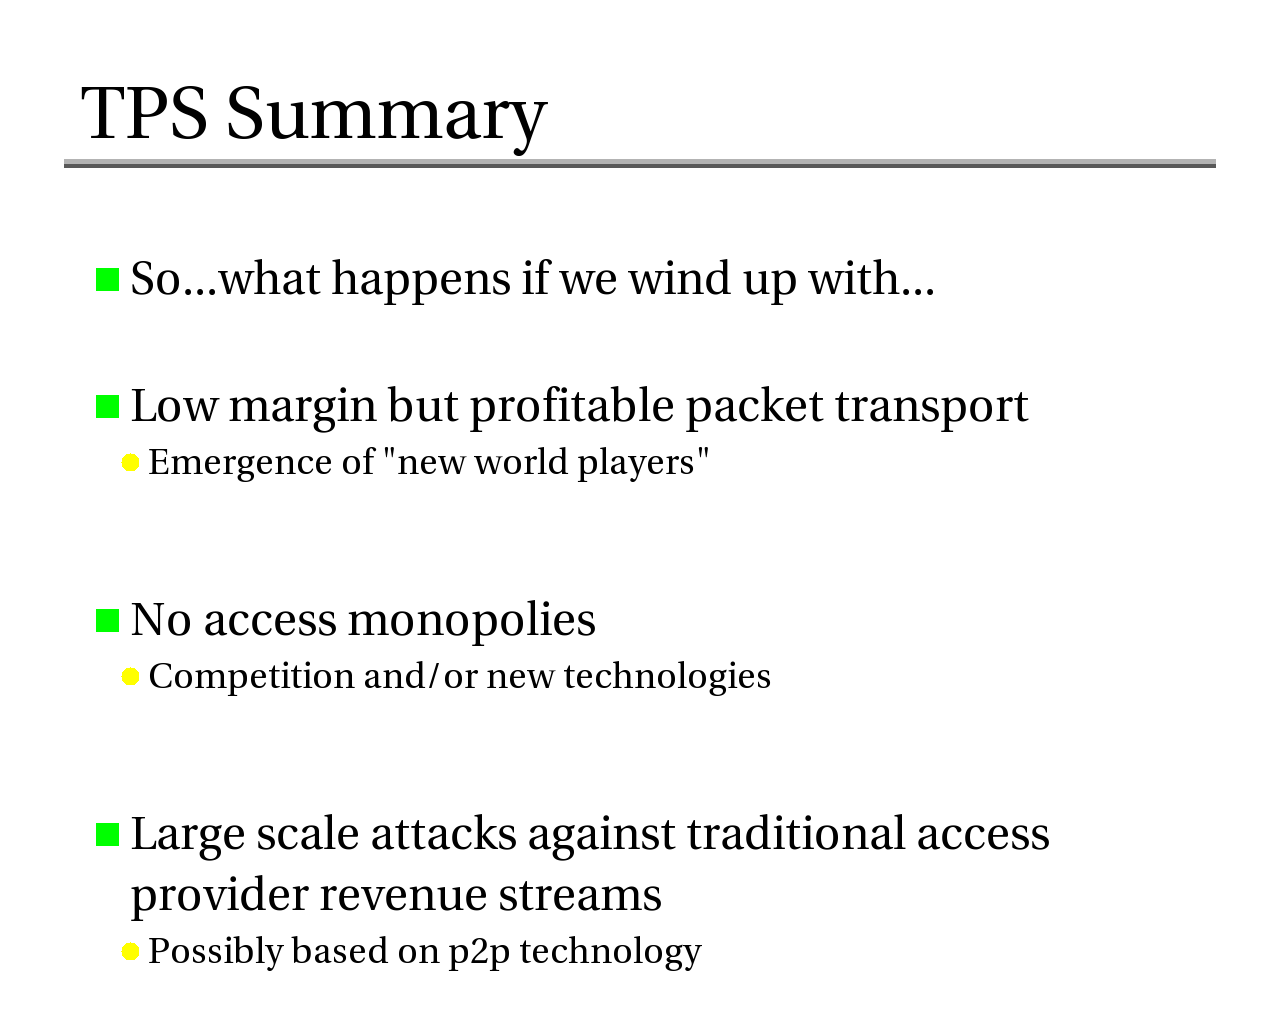 TPS Summary
So...what happens if we wind up with...
Low margin but profitable packet transport
Emergence of "new world players"
No access monopolies
Competition and/or new technologies
Large scale attacks against traditional access
provider revenue streams
Possibly based on p2p technology